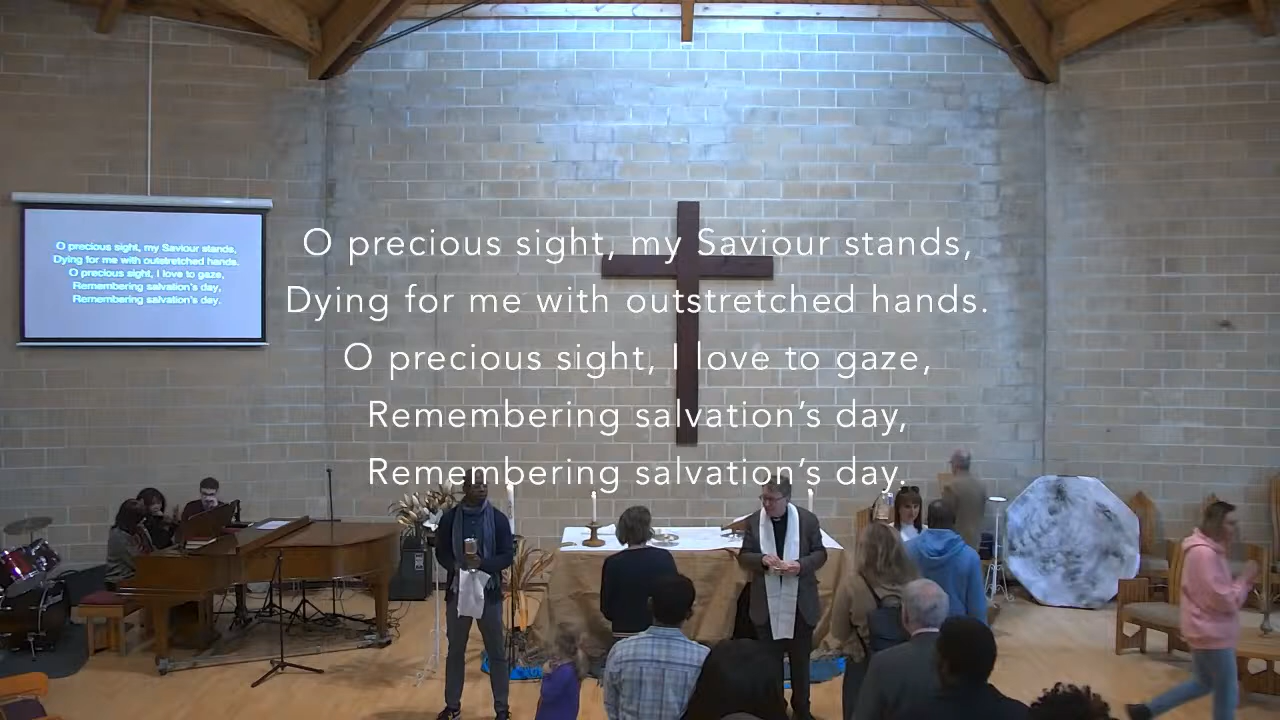 O precious sight, my Saviour stands,
Dying for me with outstretched hands.
O precious sight, I love to gaze,
Remembering salvation's day,
Remembering salvation's day.
O precious sight, my Saviour stands,
Dying for me with outstretched hands.
O precious sight, I love to gaze,
Remembering salvation’s day,
Remembering salvation’s day.